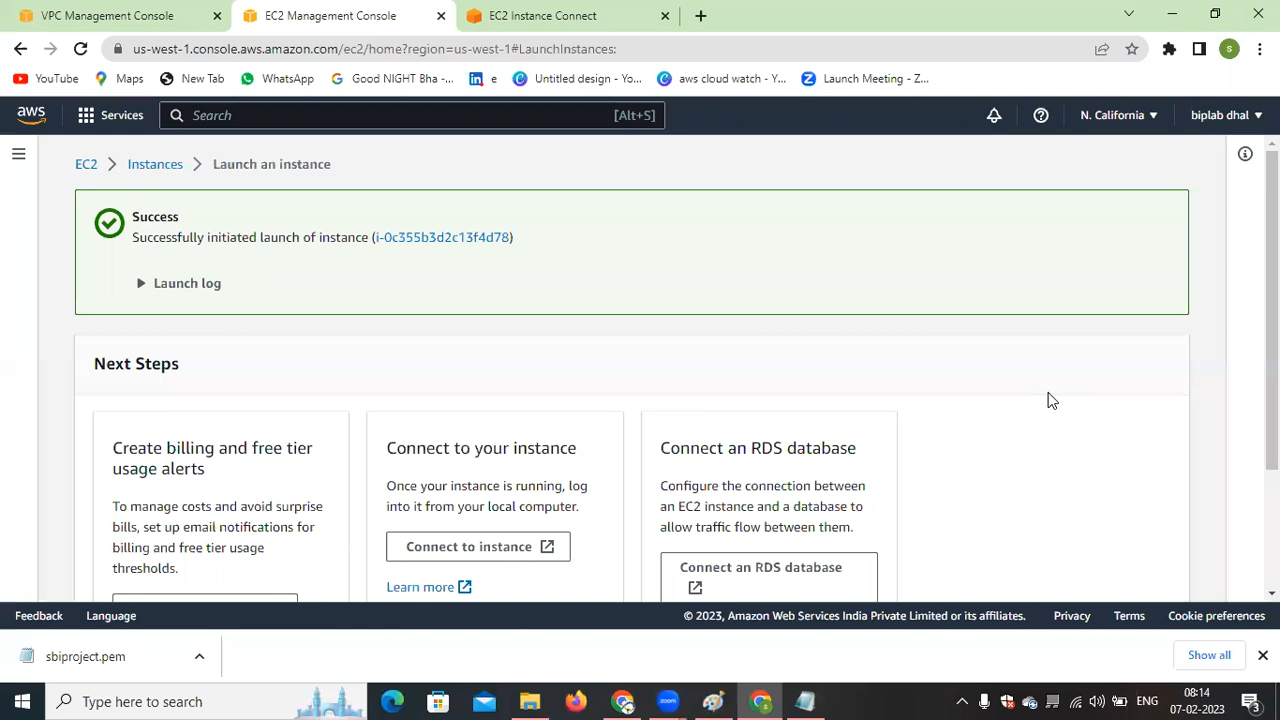 VPC Management Console
EC2 Management Console
EC2 Instance Connect
us-west-1.console.aws.amazon.com/ec2/home?region=us-west-1#LaunchInstances:
S
YouTube
Maps
New Tab
WhatsApp
Good NIGHT Bha -...
e
Untitled design - Yo...
aws cloud watch - Y...
Launch Meeting - Z...
aws
Services
Search
[Alt+S]
N. California
biplab dhal
EC2
Instances
Launch an instance
Success
Successfully initiated launch of instance (i-0c355b3d2c13f4d78)
Launch log
Next Steps
Create billing and free tier
usage alerts
To manage costs and avoid surprise
bills, set up email notifications for
billing and free tier usage
thresholds.
Connect to your instance
Once your instance is running, log
into it from your local computer.
Connect to instance
Learn more
Connect an RDS database
Configure the connection between
an EC2 instance and a database to
allow traffic flow between them.
Connect an RDS database
Feedback
Language
© 2023, Amazon Web Services India Private Limited or its affiliates.
Privacy
Terms
Cookie preferences
sbiproject.pem
Show all
Type here to search
zoom
ENG
08:14
07-02-2023
3